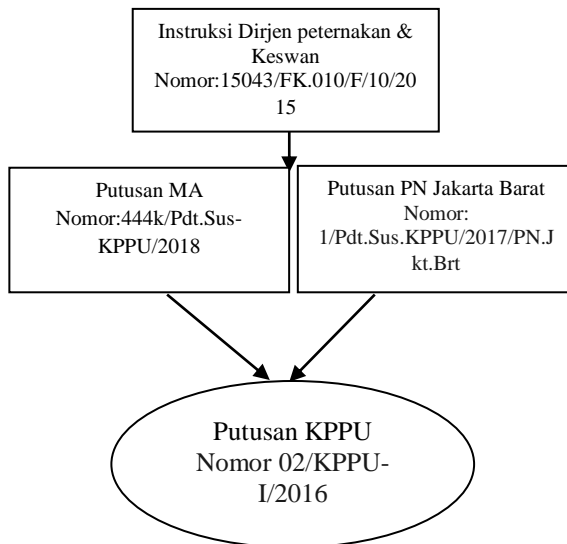 Instruksi Dirjen peternakan &
Keswan
Nomor:15043/FK.010/F/10/20
15
Putusan MA
Nomor:444k/Pdt.Sus-
KPPU/2018
Putusan PN Jakarta Barat
Nomor:
1/Pdt.Sus.KPPU/2017/PN.J
kt.Brt
Putusan KPPU
Nomor 02/KPPU-
I/2016